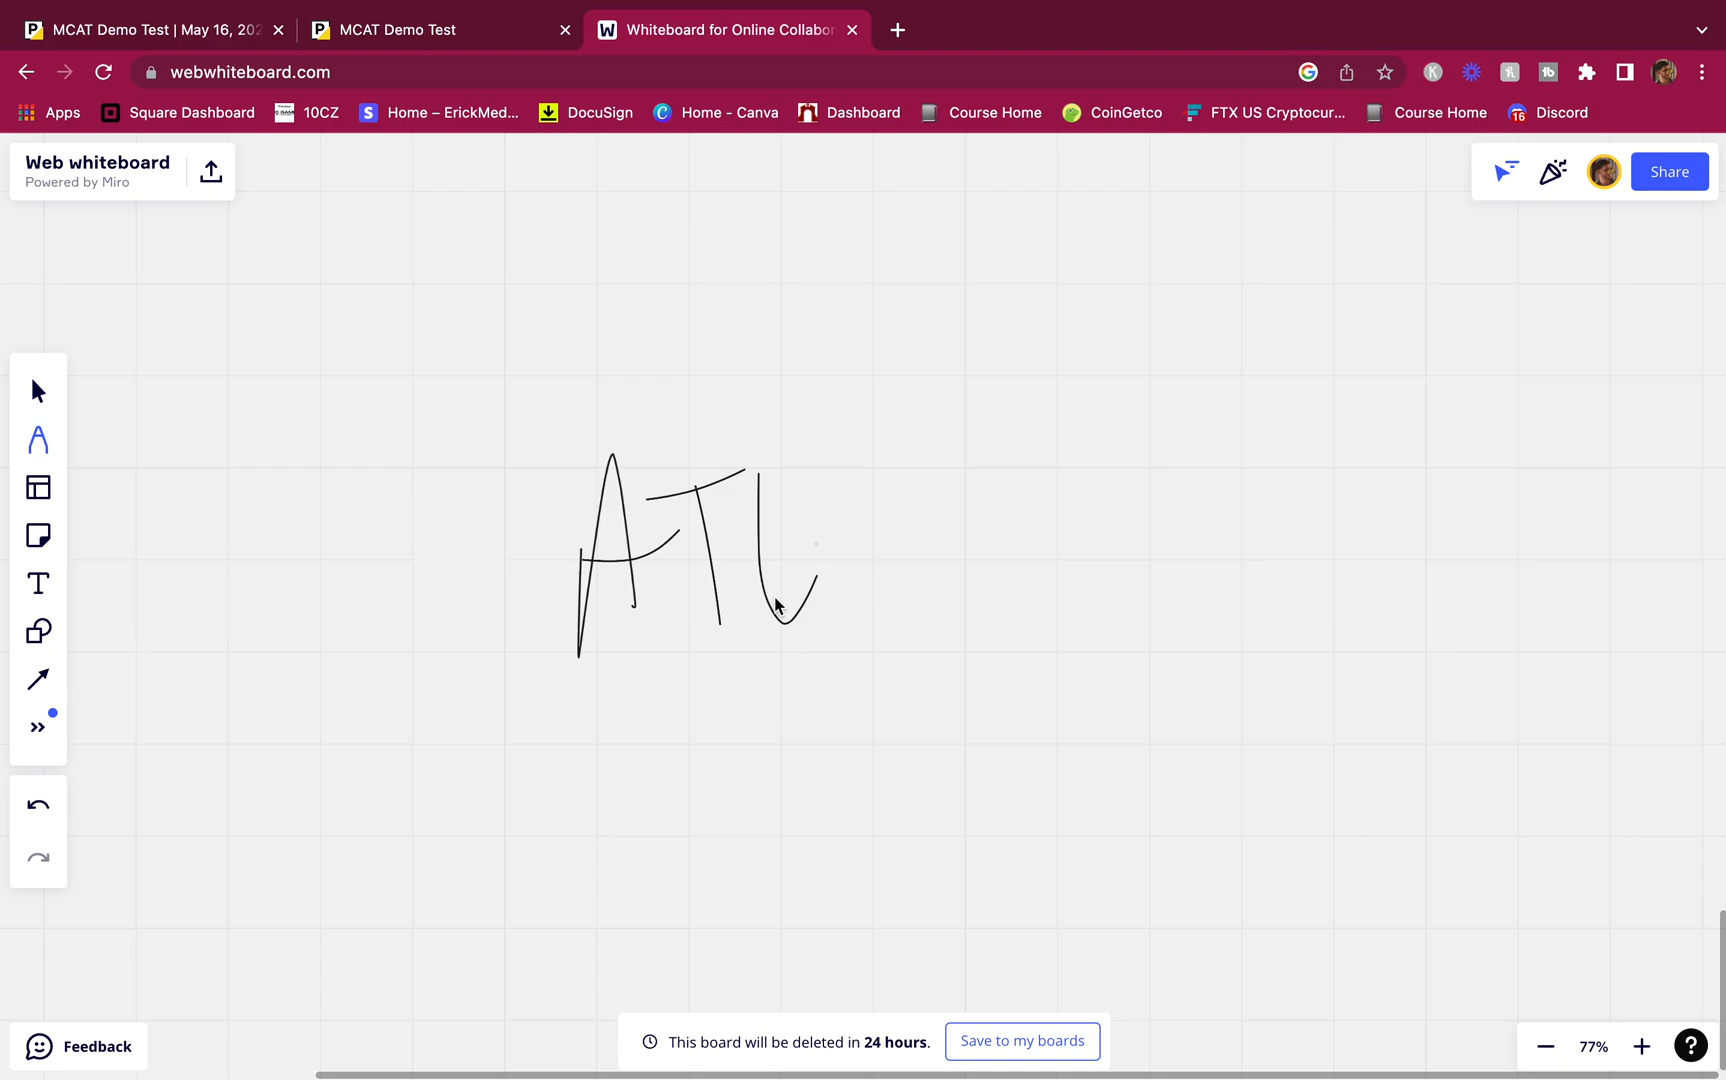 MCAT Demo Test | May 16, 202
MCAT Demo Test
Whiteboard for Online Collabor
webwhiteboard.com
Apps
Square Dashboard
10CZ
Home – ErickMed...
DocuSign
Home - Canva
Dashboard
Course Home
CoinGetco
FTX US Cryptocur...
Course Home
16 Discord
Web whiteboard
Powered by Miro
Share
AT
Feedback
This board will be deleted in 24 hours.
Save to my boards
77%